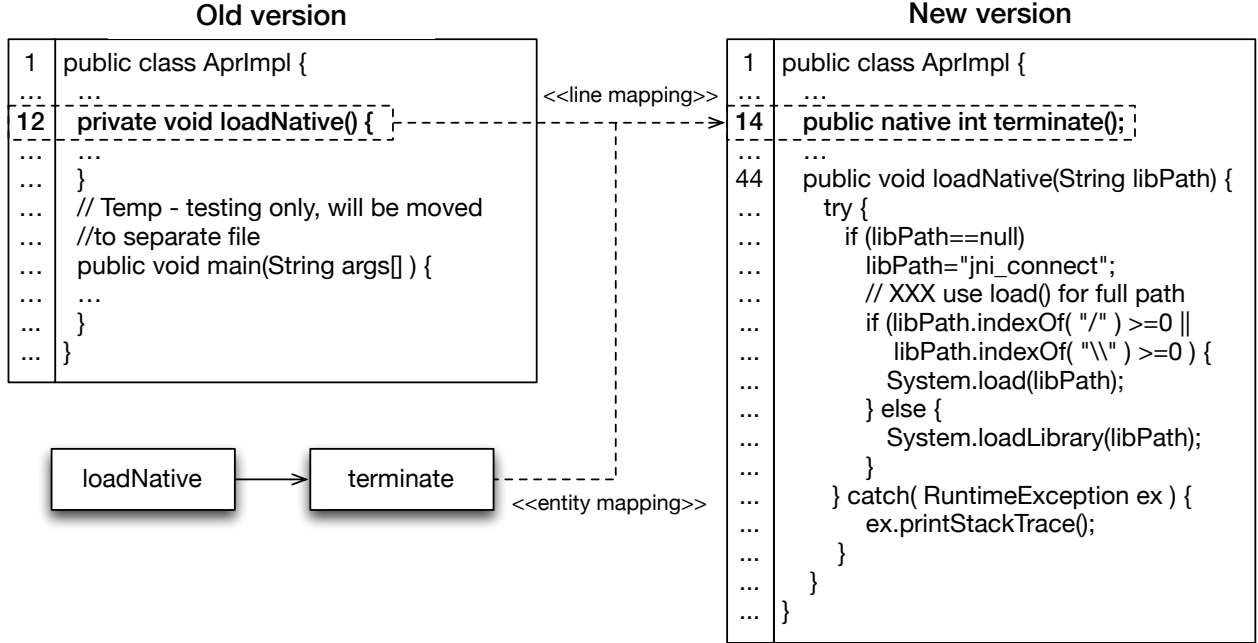 Old version
1 public class AprImpl {
... ...
12 private void loadNative() {
... ...
... }
... // Temp - testing only, will be moved
... //to separate file
... public void main(String args[] ) {
... ...
... }
... }
<<line mapping>>
New version
1 public class AprImpl {
... ...
14 public native int terminate();
... ...
44 public void loadNative(String libPath) {
... try {
... if (libPath==null)
... libPath="jni_connect";
... // XXX use load() for full path
... if (libPath.indexOf( "/" ) >=0 ||
... libPath.indexOf( "\\" ) >=0 ) {
... System.load(libPath);
... } else {
... System.loadLibrary(libPath);
... }
... } catch( RuntimeException ex ) {
... ex.printStackTrace();
... }
... }
... }
loadNative
terminate
<<entity mapping>>